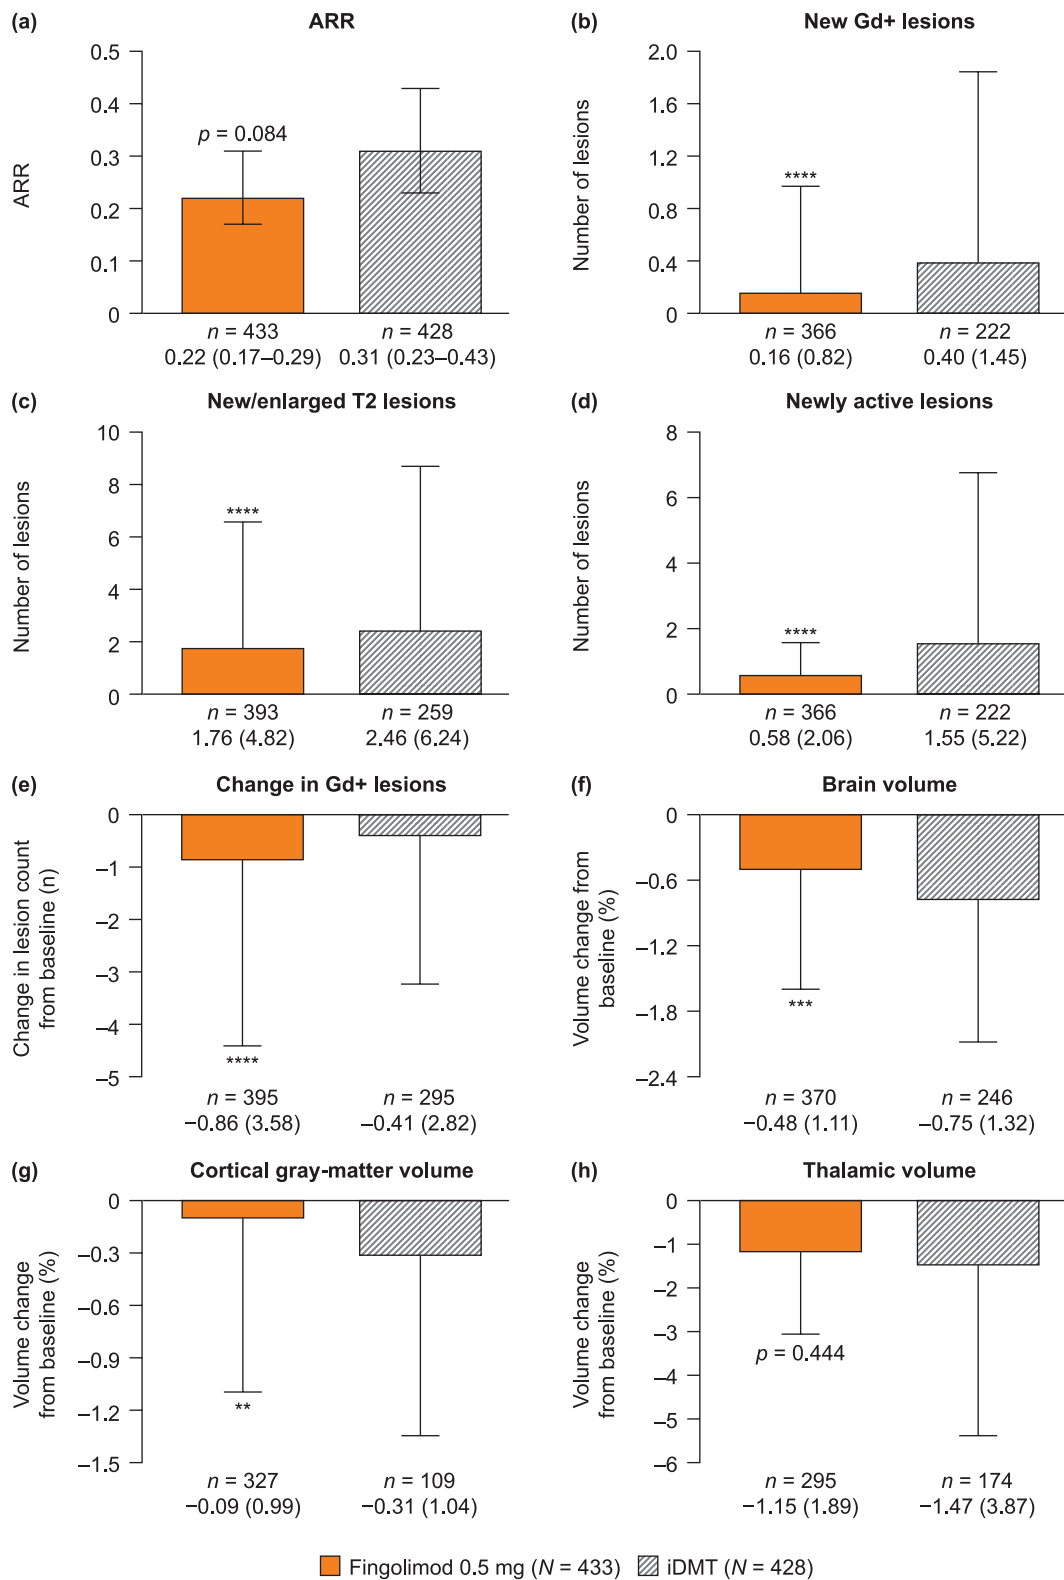 (a) ARR
0.5
0.4
0.3
0.2
0.1
0
ARR
p = 0.084
n = 433
0.22 (0.17–0.29)
n = 428
0.31 (0.23–0.43)
(b) New Gd+ lesions
2.0
1.6
1.2
0.8
0.4
0
Number of lesions
****
n = 366
0.16 (0.82)
n = 222
0.40 (1.45)
(c) New/enlarged T2 lesions
10
8
6
4
2
0
Number of lesions
****
n = 393
1.76 (4.82)
n = 259
2.46 (6.24)
(d) Newly active lesions
8
6
4
2
0
Number of lesions
****
n = 366
0.58 (2.06)
n = 222
1.55 (5.22)
(e) Change in Gd+ lesions
0
–1
–2
–3
–4
–5
Change in lesion count
from baseline (n)
****
n = 395
−0.86 (3.58)
n = 295
−0.41 (2.82)
(f) Brain volume
0
–0.6
–1.2
–1.8
–2.4
Volume change from
baseline (%)
***
n = 370
−0.48 (1.11)
n = 246
−0.75 (1.32)
(g) Cortical gray-matter volume
0
–0.3
–0.6
–0.9
–1.2
–1.5
Volume change
from baseline (%)
**
n = 327
−0.09 (0.99)
n = 109
−0.31 (1.04)
(h) Thalamic volume
0
–1
–2
–3
–4
–5
–6
Volume change
from baseline (%)
p = 0.444
n = 295
−1.15 (1.89)
n = 174
−1.47 (3.87)
Fingolimod 0.5 mg (N = 433) iDMT (N = 428)